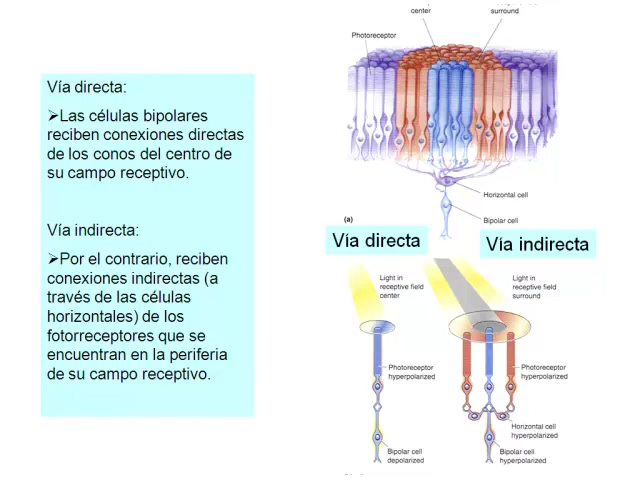 Vía directa:
➢Las células bipolares
reciben conexiones directas
de los conos del centro de
su campo receptivo.
Vía indirecta:
➢Por el contrario, reciben
conexiones indirectas (a
través de las células
horizontales) de los
fotorreceptores que se
encuentran en la periferia
de su campo receptivo.
center
surround
Photoreceptor
Horizontal cell
Bipolar cell
(a)
Vía directa
Vía indirecta
Light in
receptive field
center
Light in
receptive field
surround
Photoreceptor
hyperpolarized
Photoreceptor
hyperpolarized
Horizontal cell
hyperpolarized
Bipolar cell
depolarized
Bipolar cell
hyperpolarized